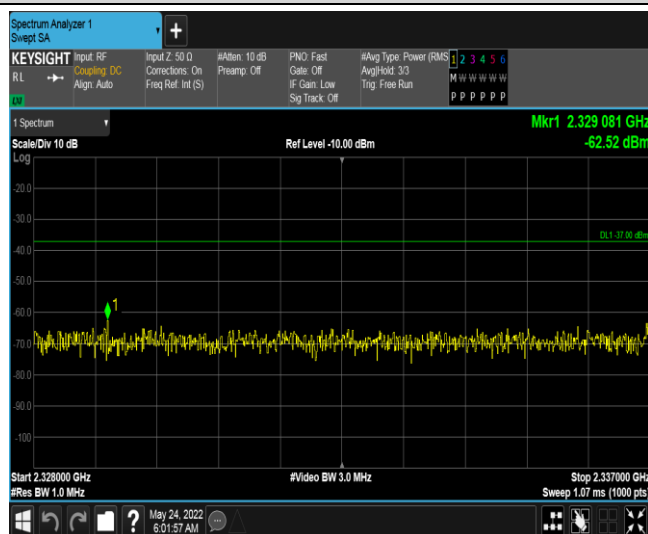 Spectrum Analyzer 1
Swept SA
+
KEYSIGHT Input: RF Input Z: 50 Ω #Atten: 10 dB PNO: Fast #Avg Type: Power (RMS 1 2 3 4 5 6
RL Coupling: DC Corrections: On Preamp: Off Gate: Off Avg|Hold: 3/3 M W W W W W
Align: Auto Freq Ref: Int (S) IF Gain: Low Trig: Free Run P P P P P P
Sig Track: Off
LXI
1 Spectrum Mkr1 2.329 081 GHz
Scale/Div 10 dB Ref Level -10.00 dBm -62.52 dBm
Log
-20.0
-30.0
DL1 -37.00 dBm
-40.0
-50.0
-60.0
1
-70.0
-80.0
-90.0
-100
Start 2.328000 GHz #Video BW 3.0 MHz Stop 2.337000 GHz
#Res BW 1.0 MHz Sweep 1.07 ms (1000 pts)
? May 24, 2022
6:01:57 AM